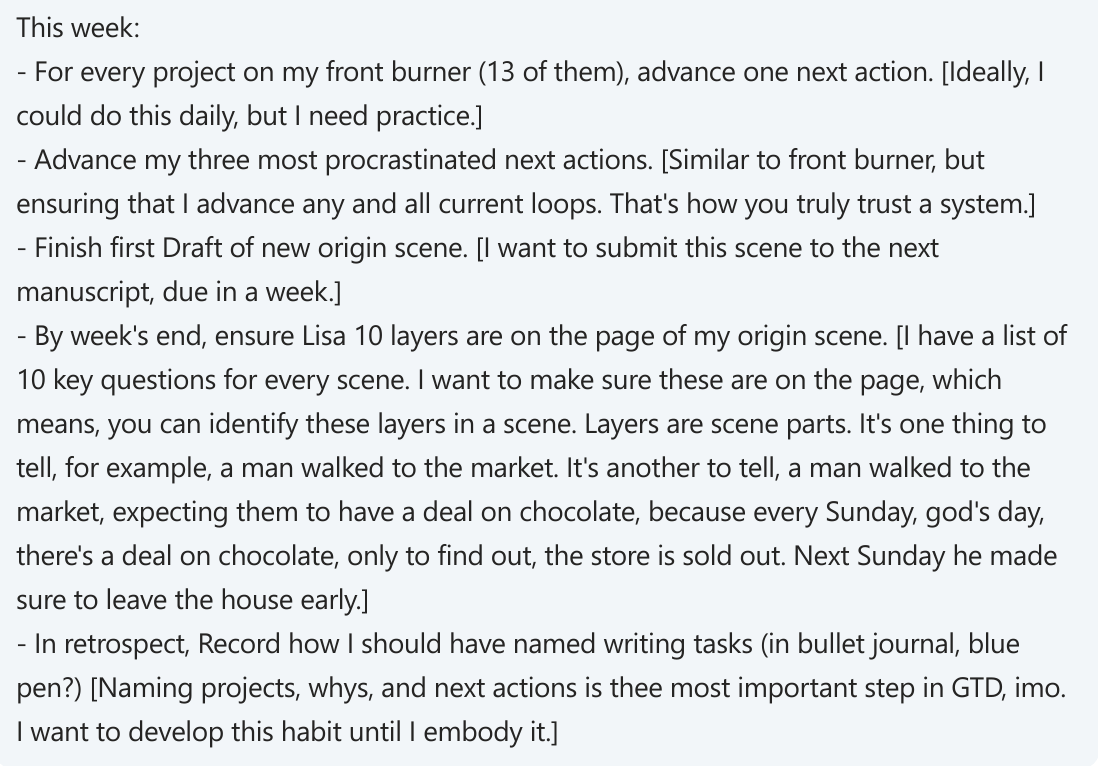 This week:
- For every project on my front burner (13 of them), advance one next action. [Ideally, I
could do this daily, but I need practice.]
- Advance my three most procrastinated next actions. [Similar to front burner, but
ensuring that I advance any and all current loops. That's how you truly trust a system.]
- Finish first Draft of new origin scene. [I want to submit this scene to the next
manuscript, due in a week.]
- By week's end, ensure Lisa 10 layers are on the page of my origin scene. [I have a list of
10 key questions for every scene. I want to make sure these are on the page, which
means, you can identify these layers in a scene. Layers are scene parts. It's one thing to
tell, for example, a man walked to the market. It's another to tell, a man walked to the
market, expecting them to have a deal on chocolate, because every Sunday, god's day,
there's a deal on chocolate, only to find out, the store is sold out. Next Sunday he made
sure to leave the house early.]
- In retrospect, Record how I should have named writing tasks (in bullet journal, blue
pen?) [Naming projects, whys, and next actions is thee most important step in GTD, imo.
I want to develop this habit until I embody it.]